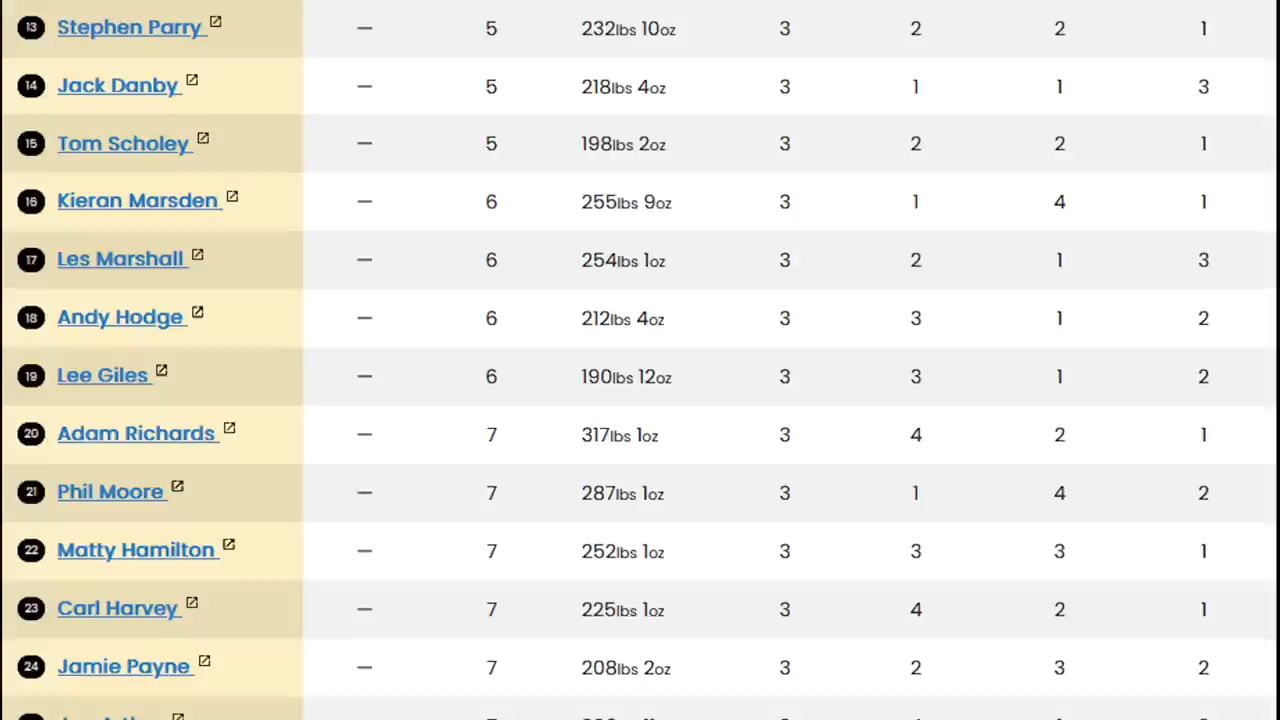 13 Stephen Parry — 5 232lbs 10oz 3 2 2 1
14 Jack Danby — 5 218lbs 4oz 3 1 1 3
15 Tom Scholey — 5 198lbs 2oz 3 2 2 1
16 Kieran Marsden — 6 255lbs 9oz 3 1 4 1
17 Les Marshall — 6 254lbs 1oz 3 2 1 3
18 Andy Hodge — 6 212lbs 4oz 3 3 1 2
19 Lee Giles — 6 190lbs 12oz 3 3 1 2
20 Adam Richards — 7 317lbs 1oz 3 4 2 1
21 Phil Moore — 7 287lbs 1oz 3 1 4 2
22 Matty Hamilton — 7 252lbs 1oz 3 3 3 1
23 Carl Harvey — 7 225lbs 1oz 3 4 2 1
24 Jamie Payne — 7 208lbs 2oz 3 2 3 2